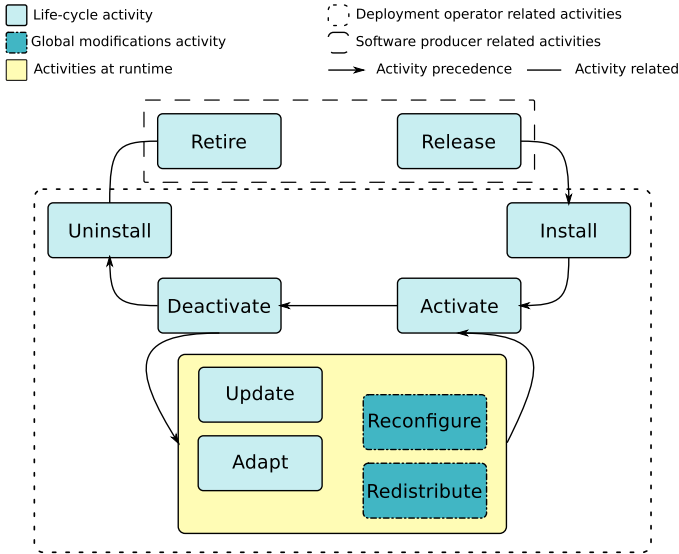 Life-cycle activity
Deployment operator related activities
Global modifications activity
Software producer related activities
Activities at runtime
Activity precedence
Activity related
Retire
Release
Uninstall
Install
Deactivate
Activate
Update
Reconfigure
Adapt
Redistribute